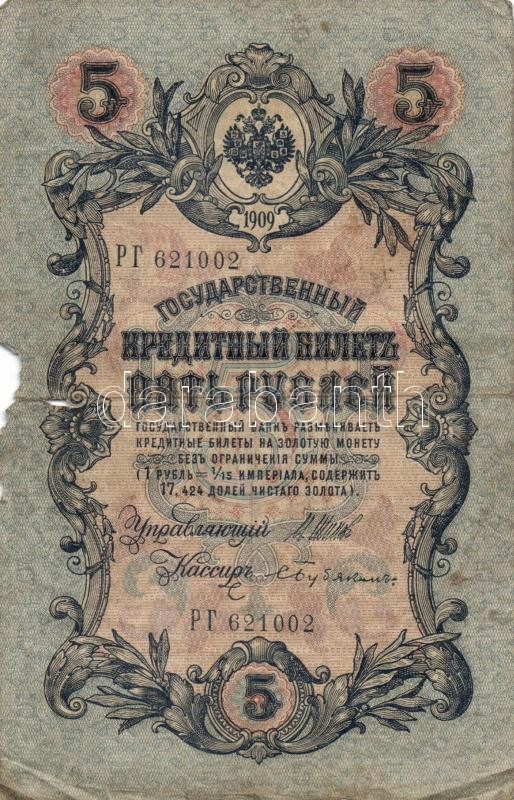 5
5
1909
РГ 621002
ГОСУДАРСТВЕННЫЙ
КРЕДИТНЫЙ БИЛЕТЪ
ПЯТЬ РУБЛЕЙ
databanth
ГОСУДАРСТВЕННЫЙ БАНКЪ РАЗМѢНИВАЕТЪ
КРЕДИТНЫЕ БИЛЕТЫ НА ЗОЛОТУЮ МОНЕТУ
БЕЗЪ ОГРАНИЧЕНІЯ СУММЫ.
(1 РУБЛЬ = 1/15 ИМПЕРІАЛА, СОДЕРЖИТЪ
17,424 ДОЛЕЙ ЧИСТАГО ЗОЛОТА).
Управляющій
Кассиръ
РГ 621002
5